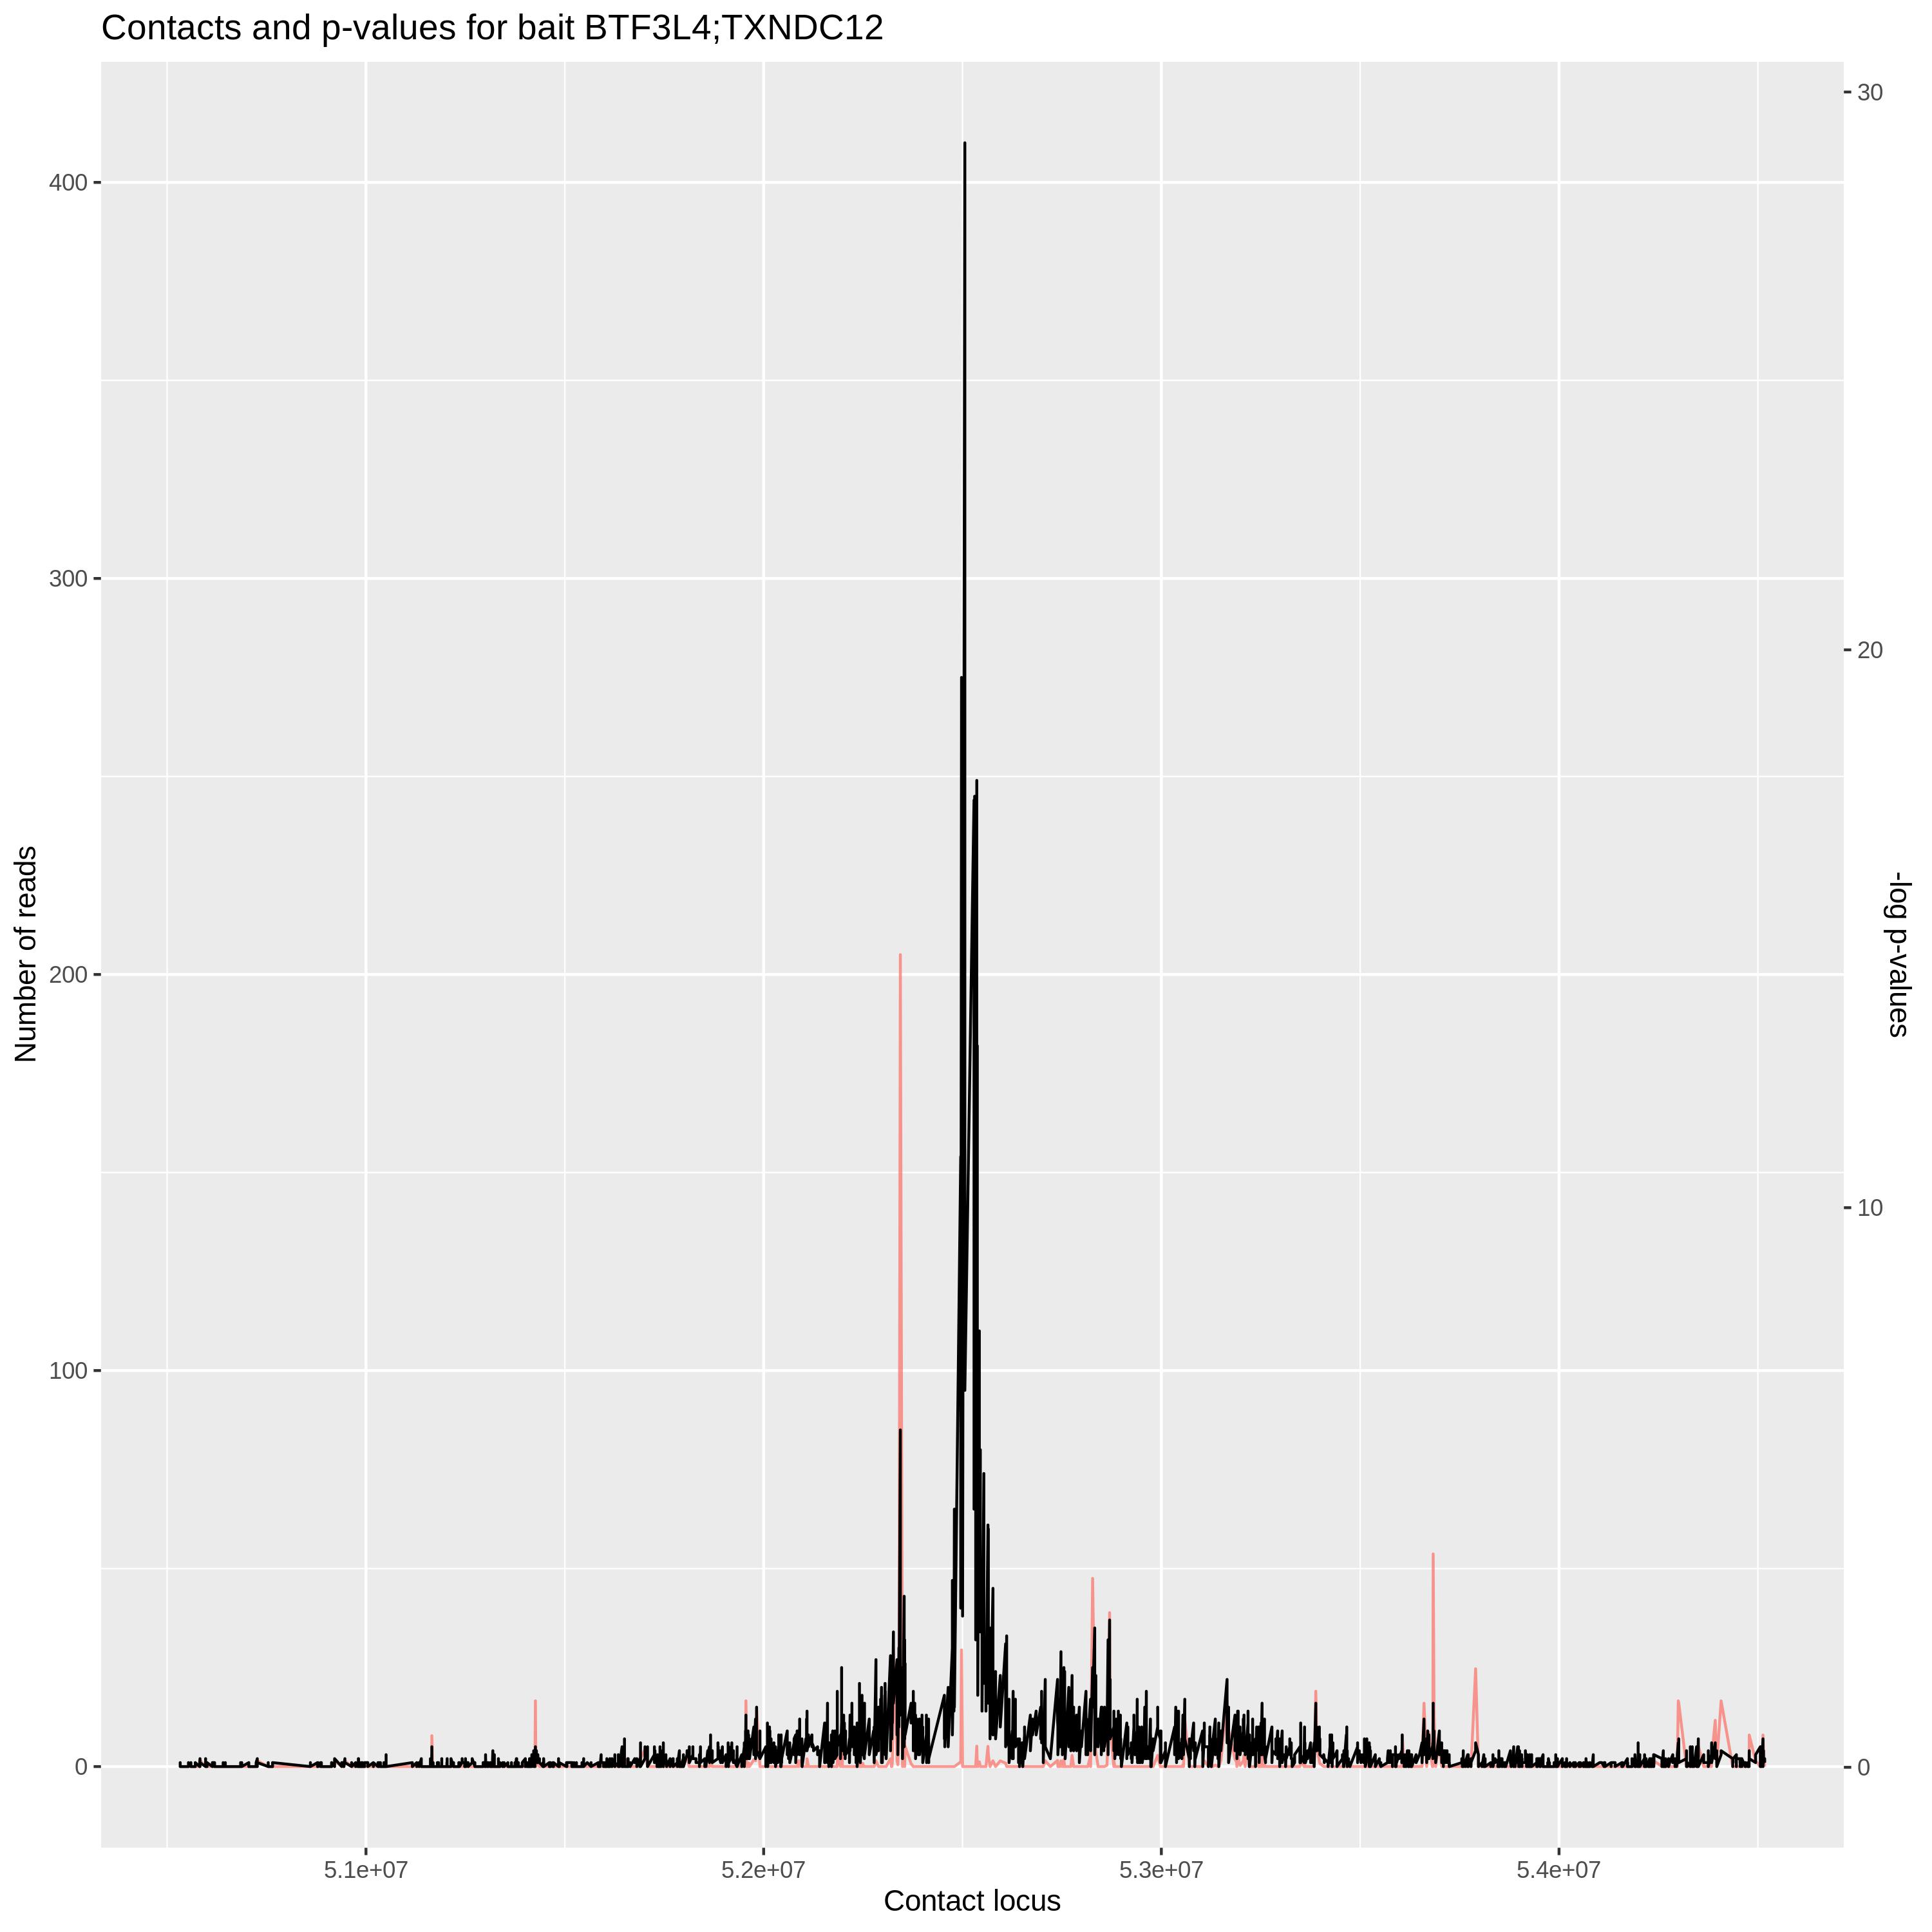 Contacts and p-values for bait BTF3L4;TXNDC12
Number of reads
400
300
200
100
0
30
20
10
0
-log p-values
5.1e+07
5.2e+07
5.3e+07
5.4e+07
Contact locus